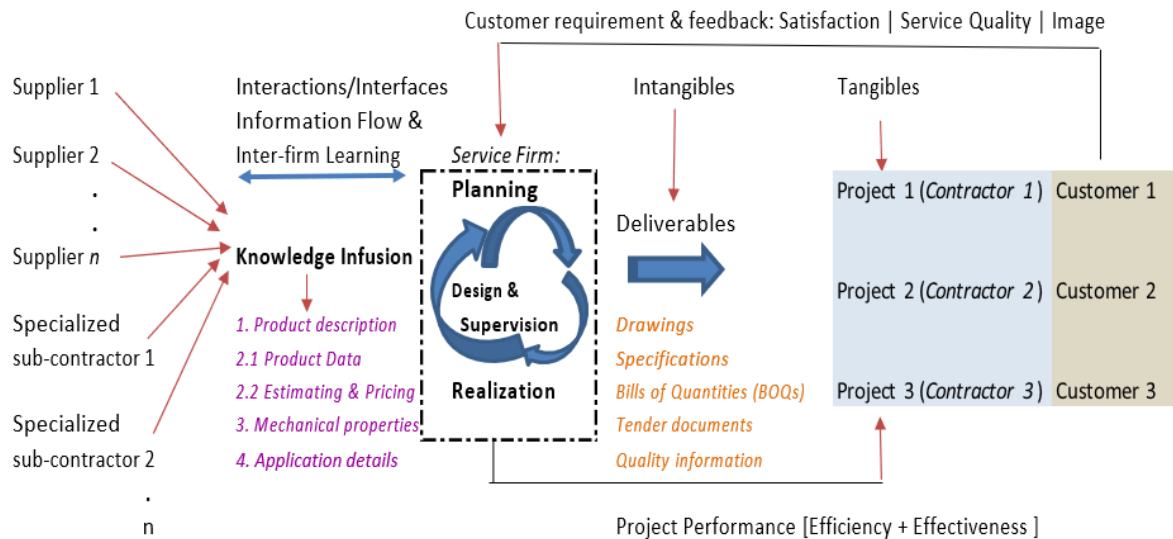 Customer requirement & feedback: Satisfaction | Service Quality | Image
Supplier 1
Supplier 2
.
.
Supplier n
Specialized
sub-contractor 1
Specialized
sub-contractor 2
.
n
Interactions/Interfaces
Information Flow &
Inter-firm Learning
Knowledge Infusion
1. Product description
2.1 Product Data
2.2 Estimating & Pricing
3. Mechanical properties
4. Application details
Service Firm:
Planning
Design &
Supervision
Realization
Intangibles
Deliverables
Drawings
Specifications
Bills of Quantities (BOQs)
Tender documents
Quality information
Tangibles
Project 1 (Contractor 1) Customer 1
Project 2 (Contractor 2) Customer 2
Project 3 (Contractor 3) Customer 3
Project Performance [Efficiency + Effectiveness ]